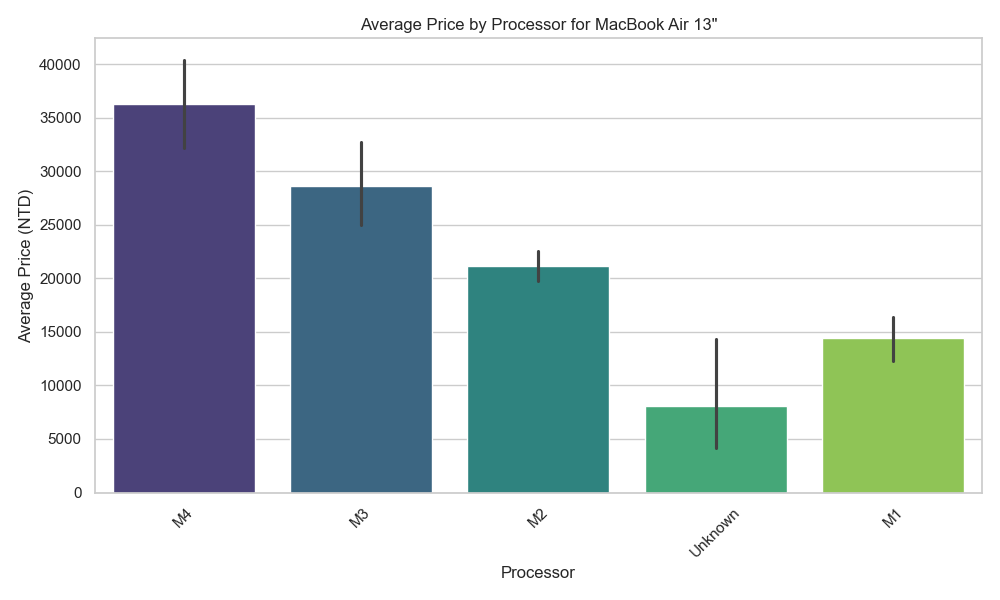 Average Price by Processor for MacBook Air 13"
Average Price (NTD)
40000
35000
30000
25000
20000
15000
10000
5000
0
M4
M3
M2
Unknown
M1
Processor